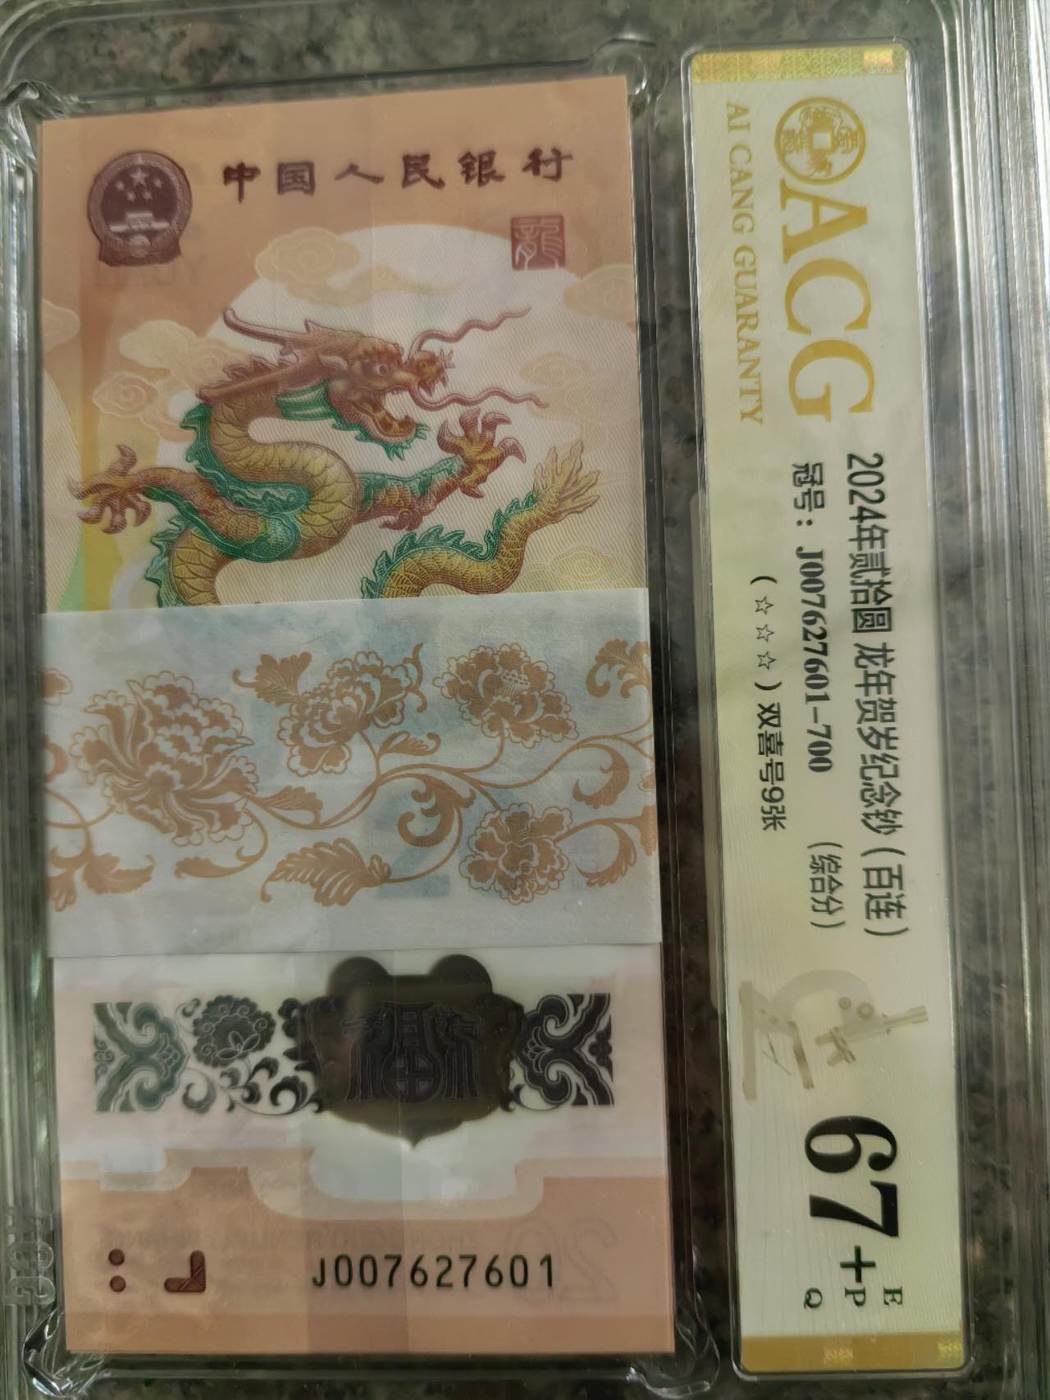 中国人民银行
龍
J007627601
ACG
AI CANG GUARANTY
2024年贰拾圆 龙年贺岁纪念钞（百连）
冠号：J007627601-700 （综合分）
（☆☆☆）双喜号9张
67+
E
P
Q